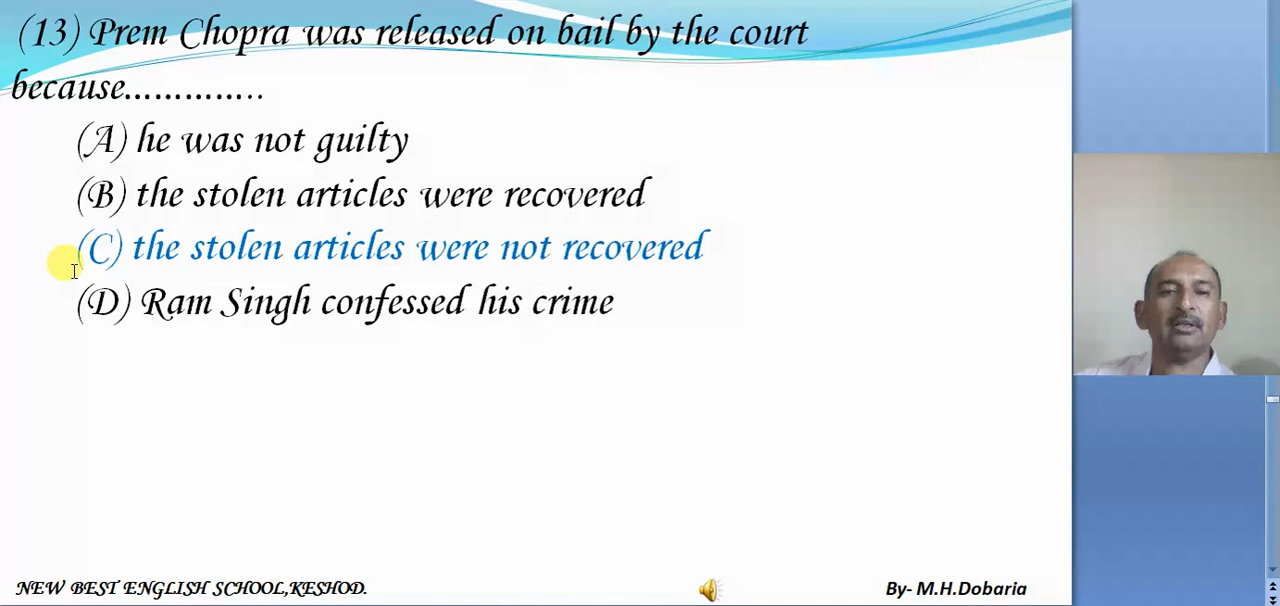 (13) Prem Chopra was released on bail by the court
because..............
(A) he was not guilty
(B) the stolen articles were recovered
(C) the stolen articles were not recovered
(D) Ram Singh confessed his crime
NEW BEST ENGLISH SCHOOL,KESHOD. By- M.H.Dobaria